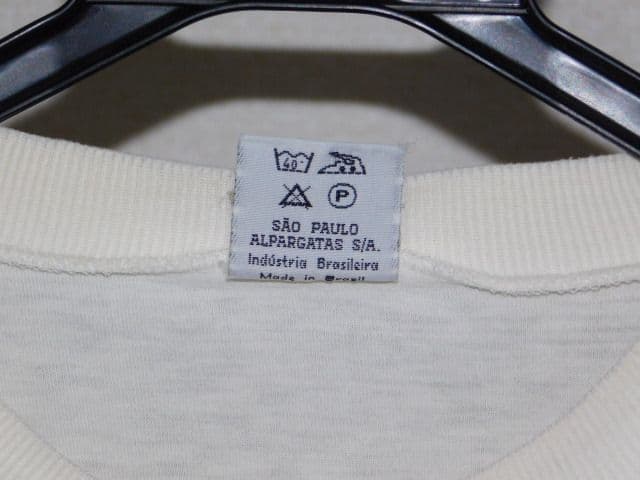 40°
P
SÃO PAULO
ALPARGATAS S/A.
Indústria Brasileira
Made in Brazil